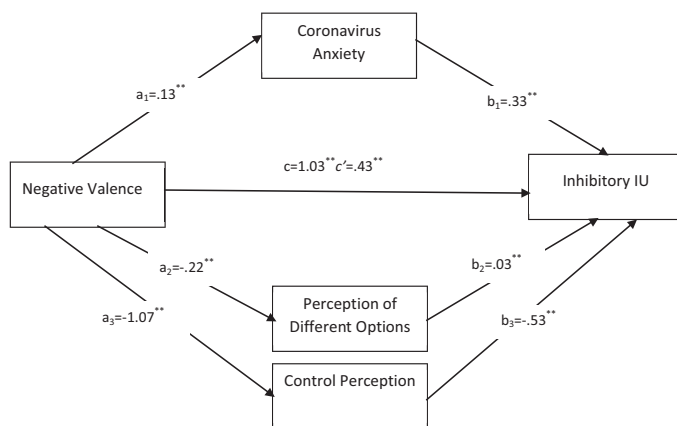 Coronavirus
Anxiety
a₁=.13**
b₁=.33**
c=1.03**c′=.43**
Negative Valence
Inhibitory IU
a₂=-.22**
b₂=.03**
a₃=-1.07**
Perception of
Different Options
b₃=-.53**
Control Perception